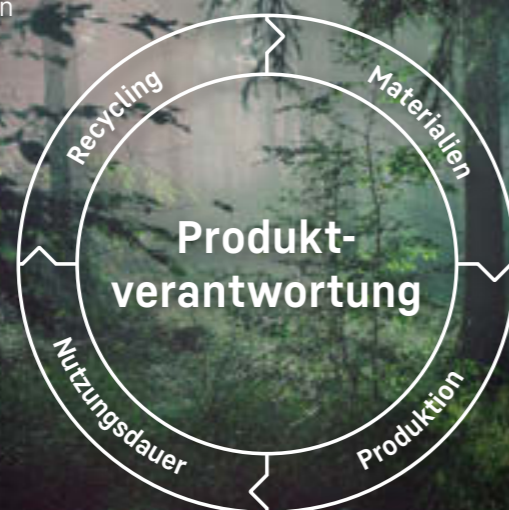 n
Recycling
Materialien
Produkt-
verantwortung
Nutzungsdauer
Produktion